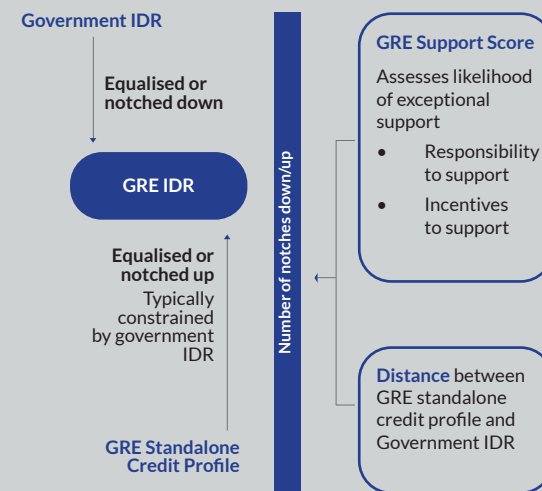 Government IDR
Equalised or
notched down
GRE IDR
Equalised or
notched up
Typically
constrained
by government
IDR
GRE Standalone
Credit Profile
Number of notches down/up
GRE Support Score
Assesses likelihood
of exceptional
support
• Responsibility
to support
• Incentives
to support
Distance between
GRE standalone
credit profile and
Government IDR